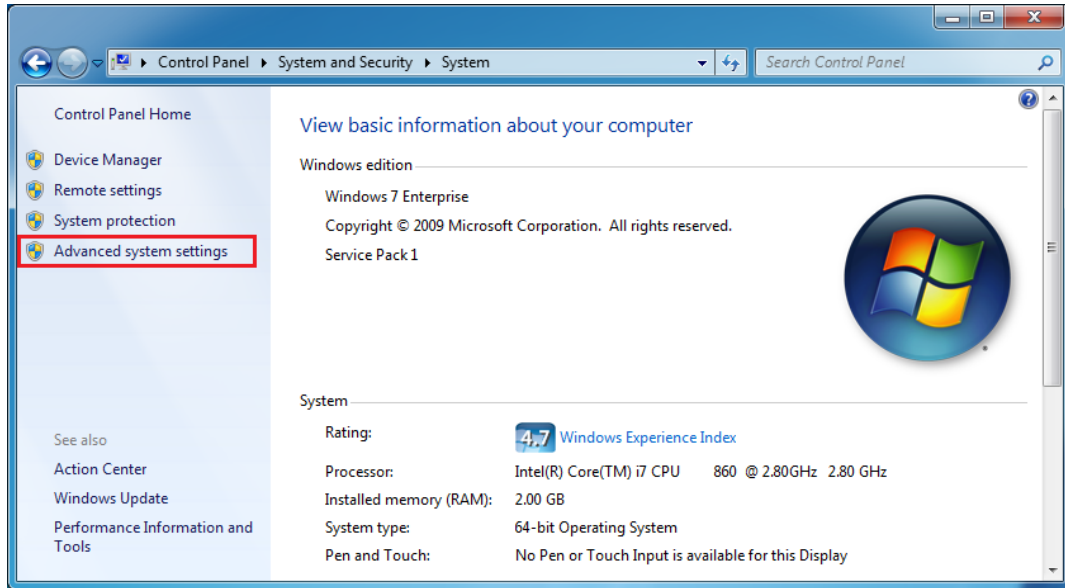 Control Panel ▸ System and Security ▸ System
Search Control Panel
Control Panel Home
Device Manager
Remote settings
System protection
Advanced system settings
See also
Action Center
Windows Update
Performance Information and
Tools
View basic information about your computer
Windows edition
Windows 7 Enterprise
Copyright © 2009 Microsoft Corporation. All rights reserved.
Service Pack 1
System
Rating: 4,7 Windows Experience Index
Processor: Intel(R) Core(TM) i7 CPU 860 @ 2.80GHz 2.80 GHz
Installed memory (RAM): 2.00 GB
System type: 64-bit Operating System
Pen and Touch: No Pen or Touch Input is available for this Display